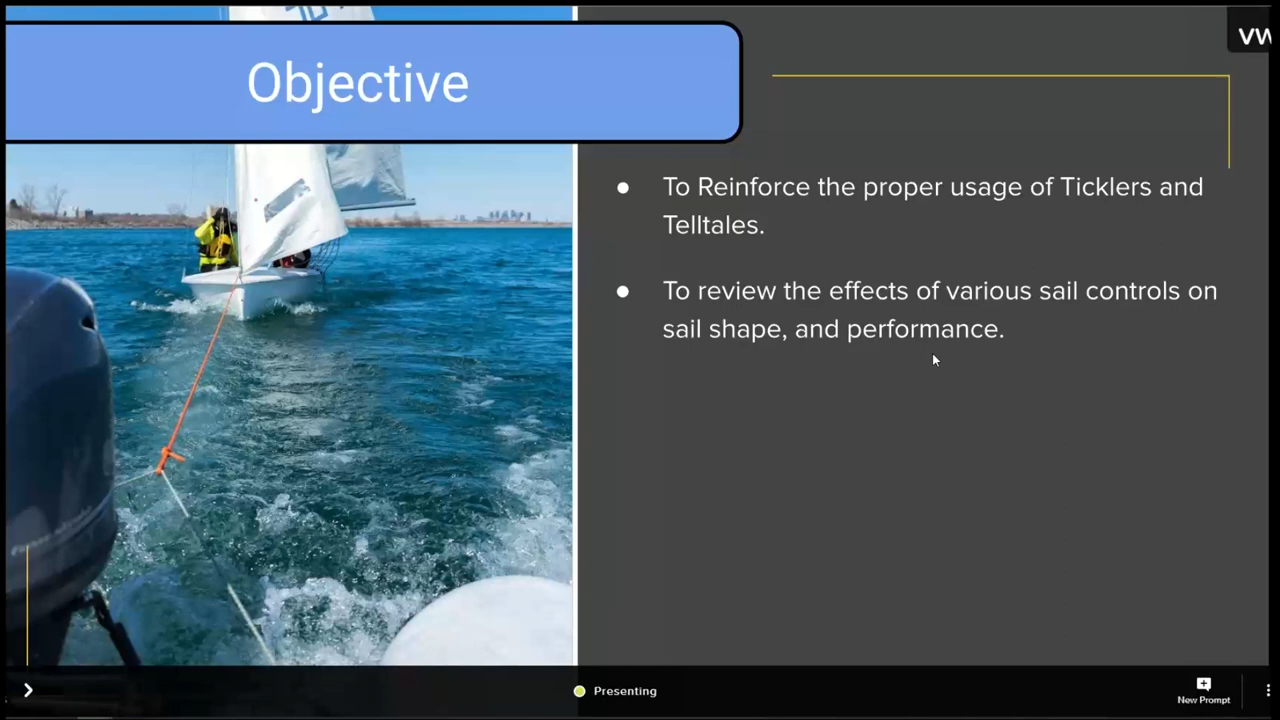 Objective
VW
● To Reinforce the proper usage of Ticklers and
Telltales.
● To review the effects of various sail controls on
sail shape, and performance.
Presenting
New Prompt